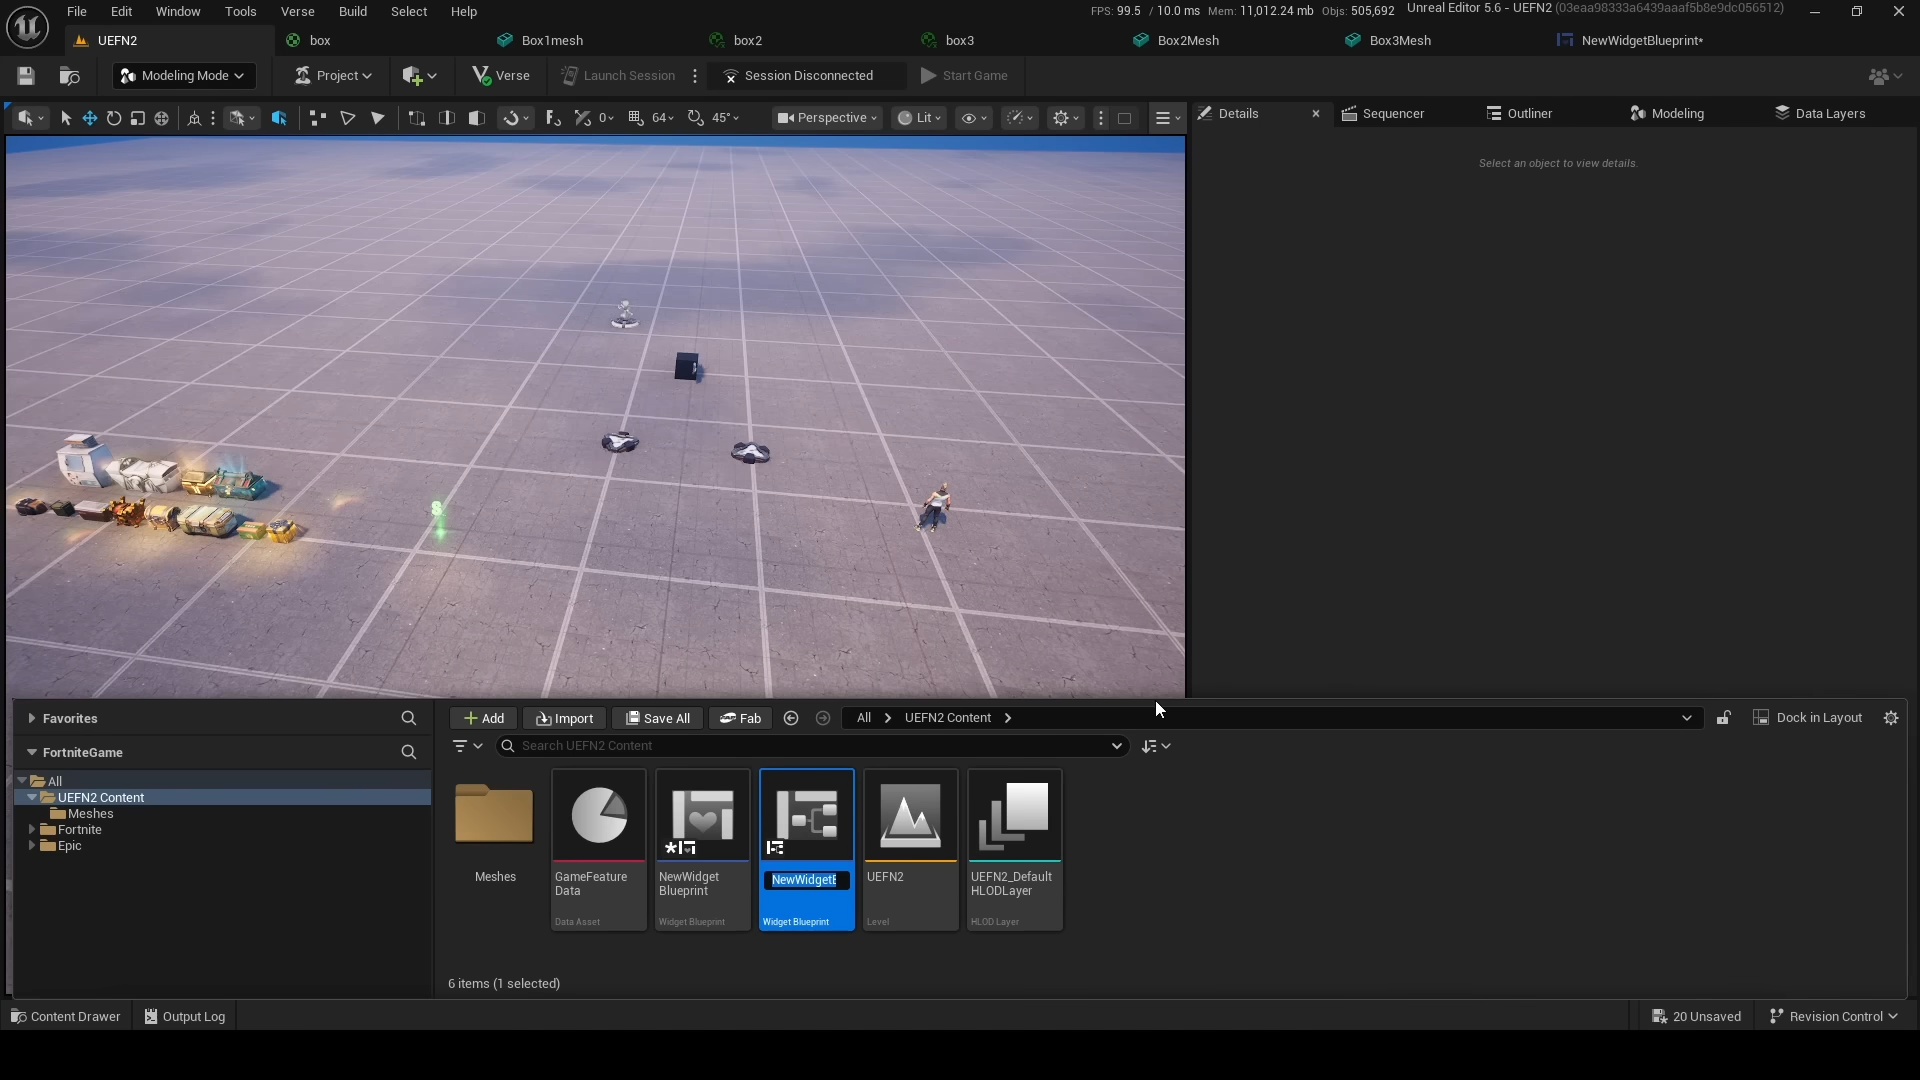 File Edit Window Tools Verse Build Select Help
FPS: 99.5 / 10.0 ms Mem: 11,012.24 mb Objs: 505,692 Unreal Editor 5.6 - UEFN2 (03eaa98333a6439aaaf5b8e9dc056512)
UEFN2 box Box1mesh box2 box3 Box2Mesh Box3Mesh NewWidgetBlueprint*
Modeling Mode Project Verse Launch Session Session Disconnected Start Game
0 64 45° Perspective Lit
Details Sequencer Outliner Modeling Data Layers
Select an object to view details.
Favorites
Add Import Save All Fab All UEFN2 Content Dock in Layout
FortniteGame
Search UEFN2 Content
All
UEFN2 Content
Meshes
Fortnite
Epic
Meshes
GameFeature
Data
Data Asset
NewWidget
Blueprint
Widget Blueprint
NewWidgetB
Widget Blueprint
UEFN2
Level
UEFN2_Default
HLODLayer
HLOD Layer
6 items (1 selected)
Content Drawer Output Log 20 Unsaved Revision Control